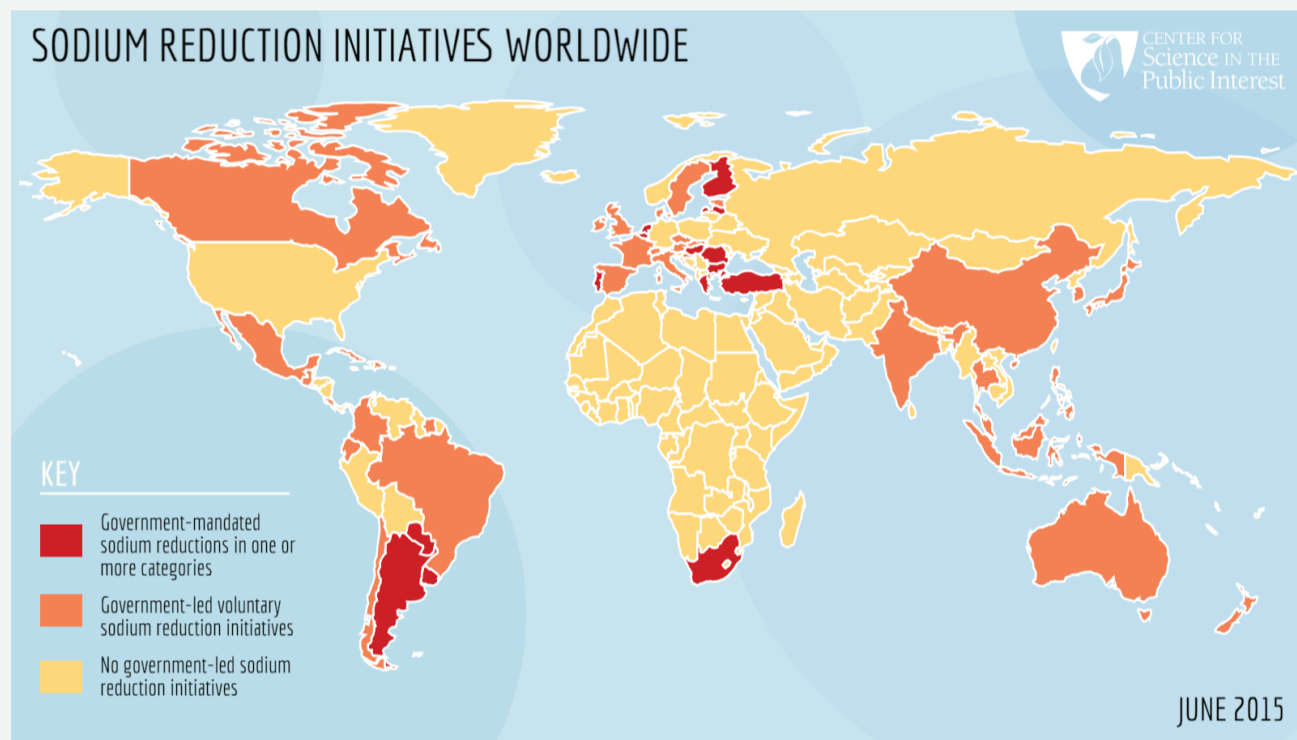 SODIUM REDUCTION INITIATIVES WORLDWIDE
CENTER FOR
Science IN THE
Public Interest
KEY
Government-mandated
sodium reductions in one or
more categories
Government-led voluntary
sodium reduction initiatives
No government-led sodium
reduction initiatives
JUNE 2015